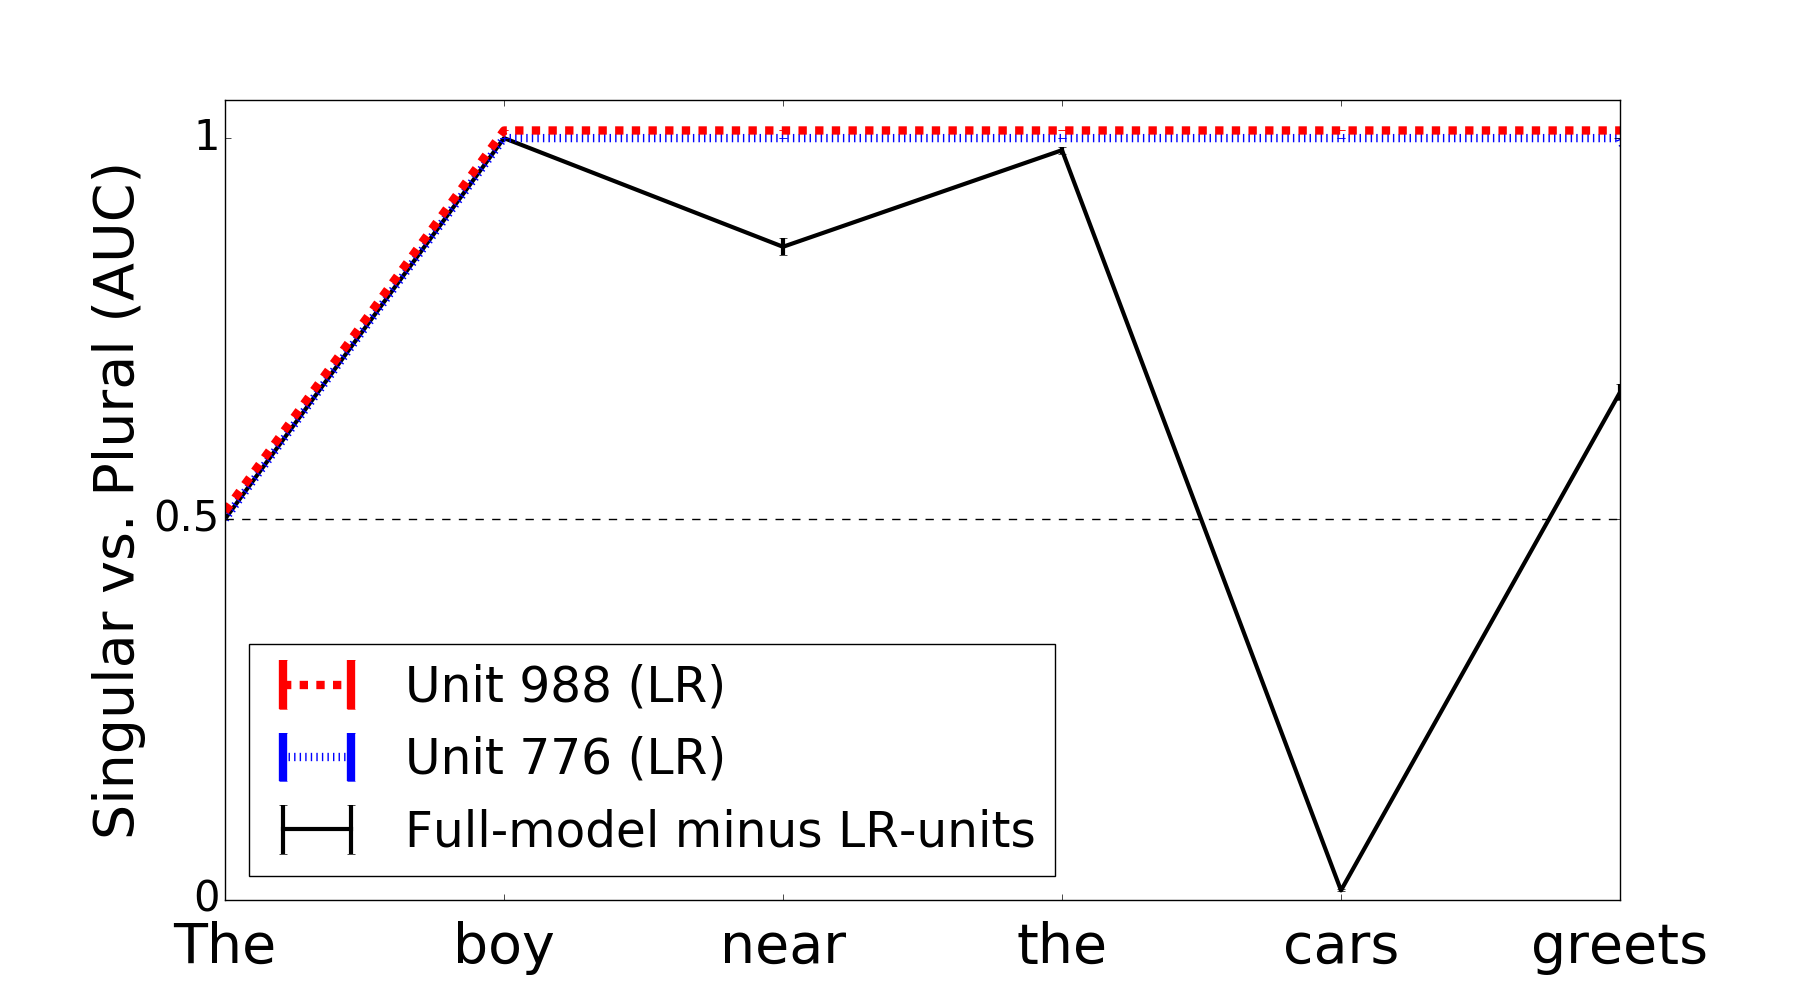 Singular vs. Plural (AUC)
1
0.5
0
Unit 988 (LR)
Unit 776 (LR)
Full-model minus LR-units
The boy near the cars greets